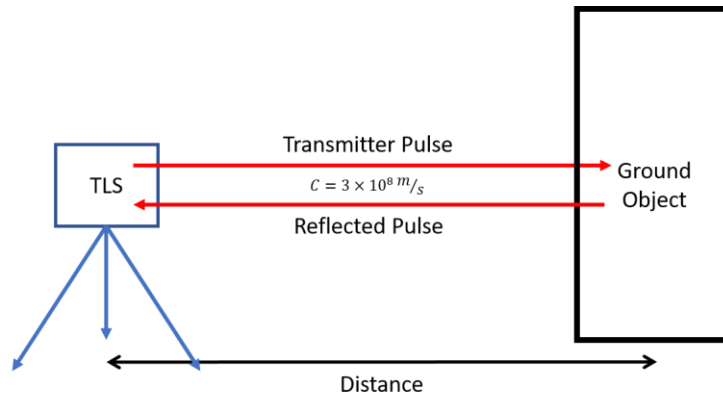 Transmitter Pulse
TLS
C = 3 × 10⁸ m/s
Ground
Object
Reflected Pulse
Distance